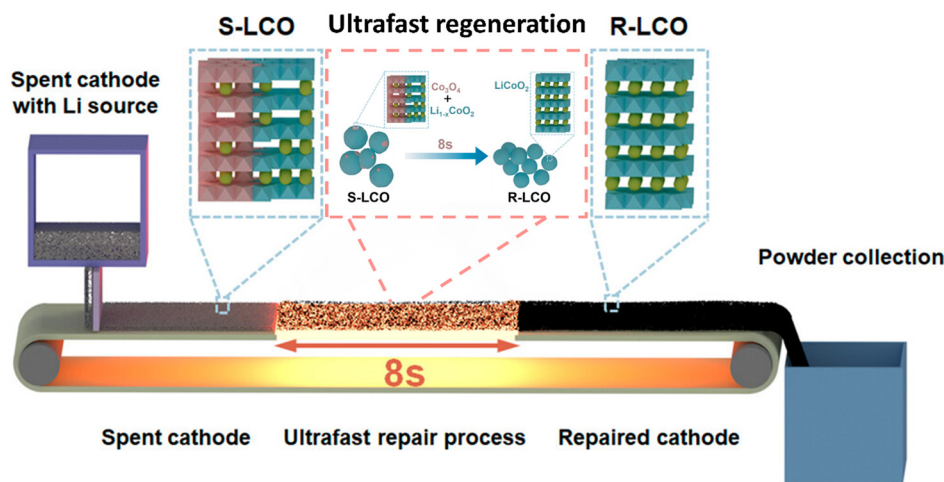 S-LCO
Ultrafast regeneration
R-LCO
Spent cathode
with Li source
Co₃O₄
+
Li₁₋ₓCoO₂
LiCoO₂
8s
S-LCO
R-LCO
Powder collection
8s
Spent cathode
Ultrafast repair process
Repaired cathode